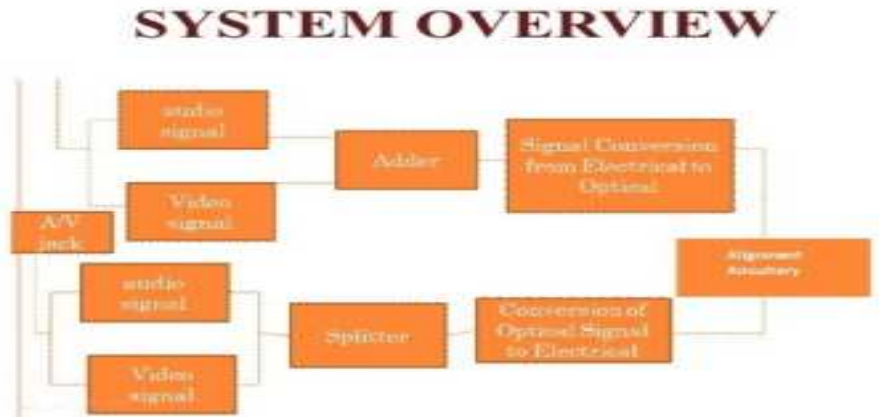 SYSTEM OVERVIEW
audio
signal
Adder
Signal Conversion
from Electrical to
Optical
Video
signal
A/V
jack
Alignment
audio
signal
Splitter
Conversion of
Optical Signal
to Electrical
Video
signal